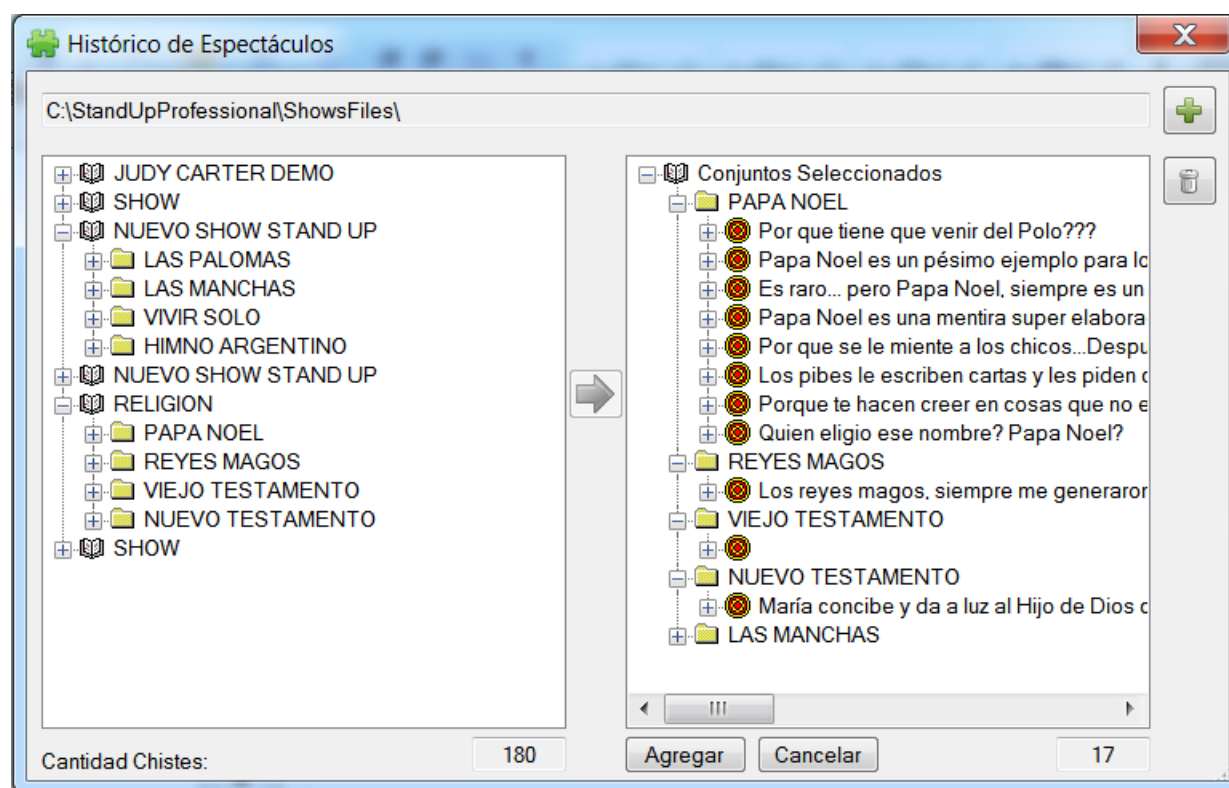 Histórico de Espectáculos
C:\StandUpProfessional\ShowsFiles\
JUDY CARTER DEMO
SHOW
NUEVO SHOW STAND UP
LAS PALOMAS
LAS MANCHAS
VIVIR SOLO
HIMNO ARGENTINO
NUEVO SHOW STAND UP
RELIGION
PAPA NOEL
REYES MAGOS
VIEJO TESTAMENTO
NUEVO TESTAMENTO
SHOW
Cantidad Chistes:
180
Conjuntos Seleccionados
PAPA NOEL
Por que tiene que venir del Polo???
Papa Noel es un pésimo ejemplo para lo
Es raro... pero Papa Noel, siempre es un
Papa Noel es una mentira super elabora
Por que se le miente a los chicos...Despu
Los pibes le escriben cartas y les piden
Porque te hacen creer en cosas que no e
Quien eligio ese nombre? Papa Noel?
REYES MAGOS
Los reyes magos, siempre me generaron
VIEJO TESTAMENTO
NUEVO TESTAMENTO
María concibe y da a luz al Hijo de Dios
LAS MANCHAS
Agregar
Cancelar
17